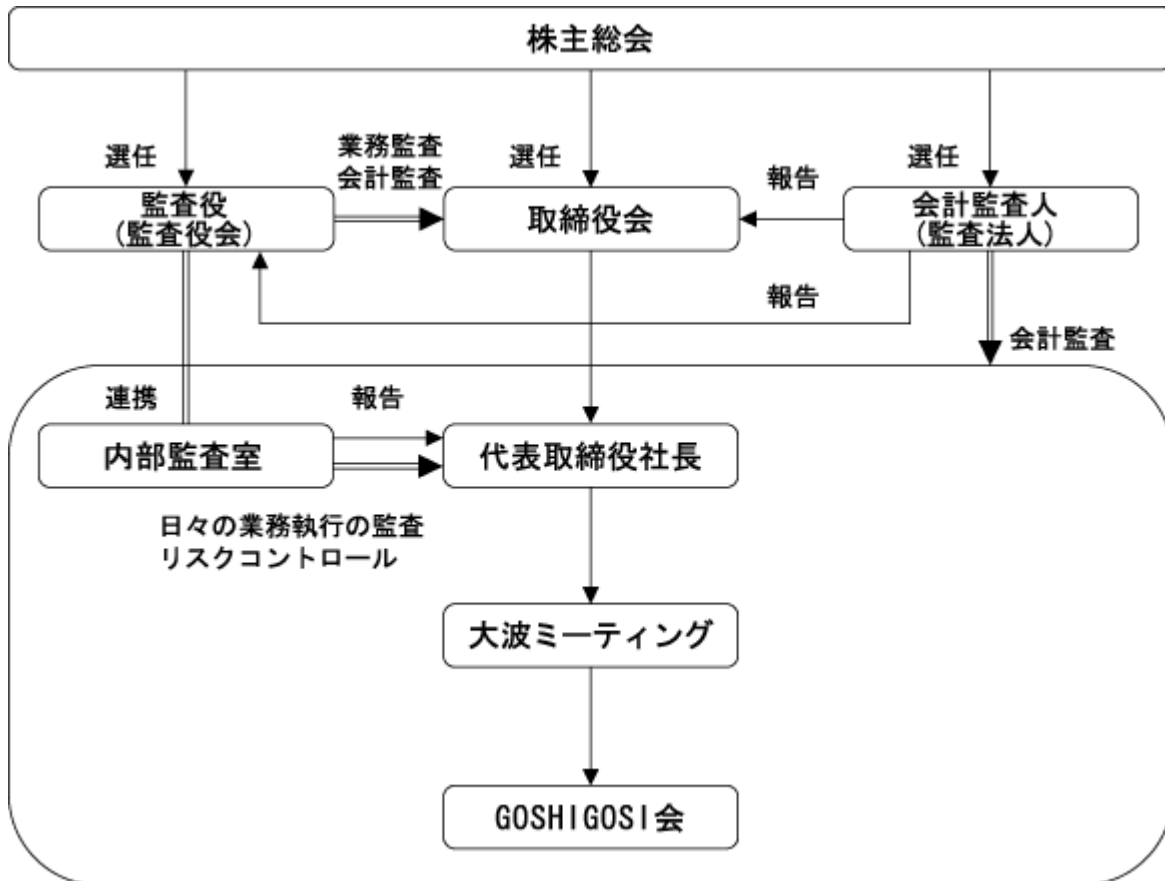 株主総会
選任
業務監査
会計監査
選任
報告
選任
監査役
(監査役会)
取締役会
会計監査人
(監査法人)
報告
会計監査
連携
報告
内部監査室
代表取締役社長
日々の業務執行の監査
リスクコントロール
大波ミーティング
GOSHIGOSI会